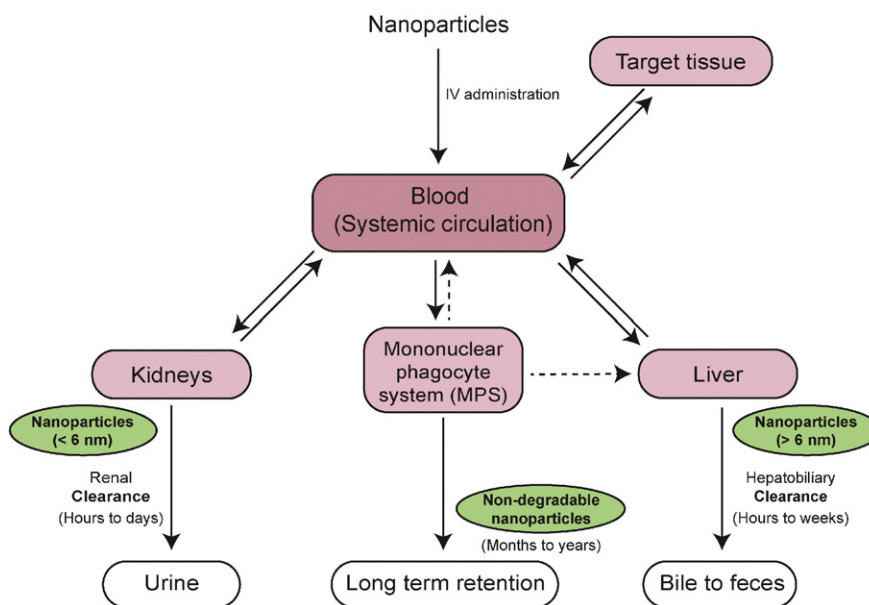 Nanoparticles
IV administration
Target tissue
Blood
(Systemic circulation)
Kidneys
Mononuclear
phagocyte
system (MPS)
Liver
Nanoparticles
(< 6 nm)
Renal
Clearance
(Hours to days)
Non-degradable
nanoparticles
(Months to years)
Nanoparticles
(> 6 nm)
Hepatobiliary
Clearance
(Hours to weeks)
Urine
Long term retention
Bile to feces